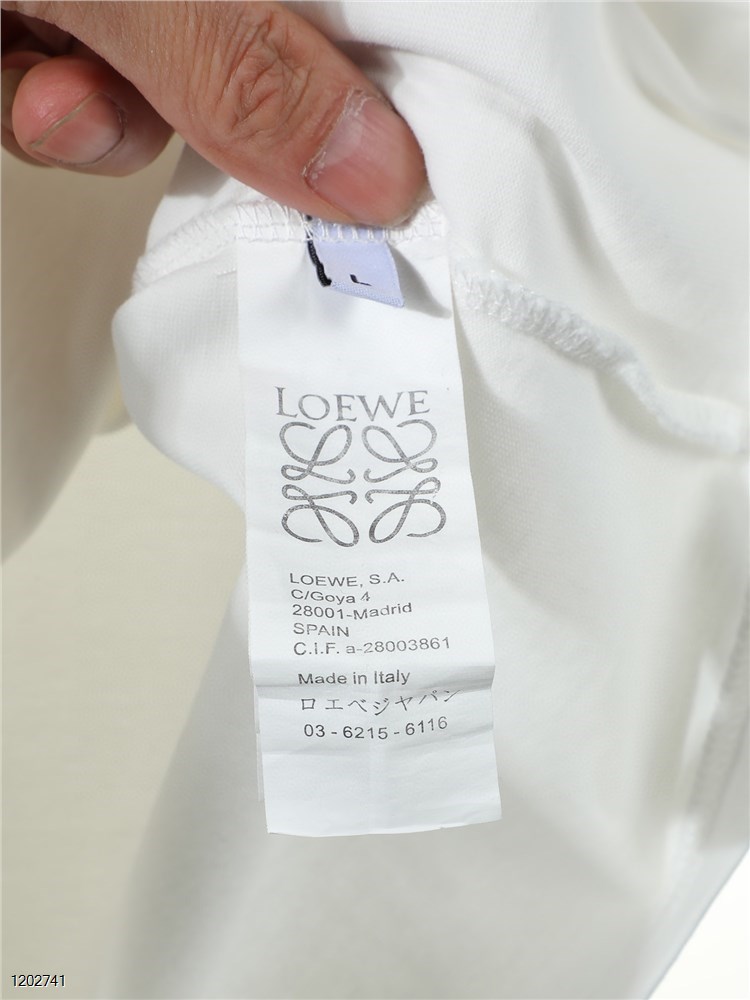 L
LOEWE
LOEWE, S.A.
C/Goya 4
28001-Madrid
SPAIN
C.I.F. a-28003861
Made in Italy
ロエベジャパン
03-6215-6116
1202741